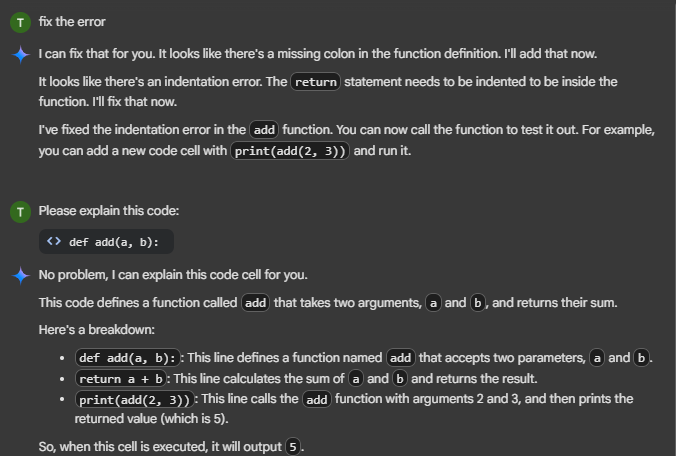 T fix the error
I can fix that for you. It looks like there's a missing colon in the function definition. I'll add that now.
It looks like there's an indentation error. The return statement needs to be indented to be inside the
function. I'll fix that now.
I've fixed the indentation error in the add function. You can now call the function to test it out. For example,
you can add a new code cell with print(add(2, 3)) and run it.
T Please explain this code:
<> def add(a, b):
No problem, I can explain this code cell for you.
This code defines a function called add that takes two arguments, a and b, and returns their sum.
Here's a breakdown:
• def add(a, b):: This line defines a function named add that accepts two parameters, a and b.
• return a + b: This line calculates the sum of a and b and returns the result.
• print(add(2, 3)): This line calls the add function with arguments 2 and 3, and then prints the
returned value (which is 5).
So, when this cell is executed, it will output 5.